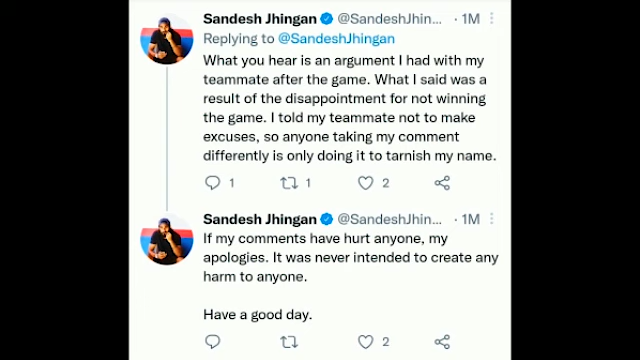 Sandesh Jhingan @SandeshJhin... · 1M
Replying to @SandeshJhingan
What you hear is an argument I had with my
teammate after the game. What I said was a
result of the disappointment for not winning
the game. I told my teammate not to make
excuses, so anyone taking my comment
differently is only doing it to tarnish my name.
1 1 2
Sandesh Jhingan @SandeshJhin... · 1M
If my comments have hurt anyone, my
apologies. It was never intended to create any
harm to anyone.
Have a good day.
2